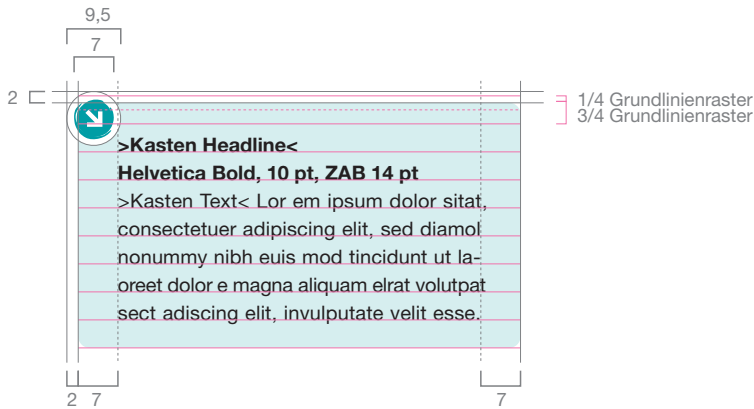 9,5
7
2
1/4 Grundlinienraster
3/4 Grundlinienraster
>Kasten Headline<
Helvetica Bold, 10 pt, ZAB 14 pt
>Kasten Text< Lor em ipsum dolor sitat,
consectetuer adipiscing elit, sed diamol
nonummy nibh euis mod tincidunt ut la-
oreet dolor e magna aliquam elrat volutpat
sect adiscing elit, invulputate velit esse.
2 7 7